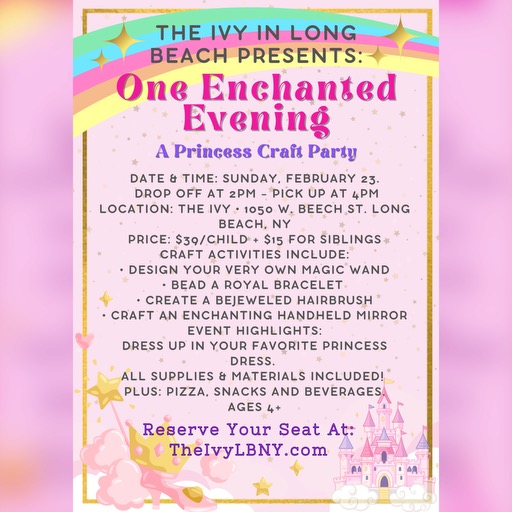 THE IVY IN LONG
BEACH PRESENTS:
One Enchanted
Evening
A Princess Craft Party
DATE & TIME: SUNDAY, FEBRUARY 23.
DROP OFF AT 2PM – PICK UP AT 4PM
LOCATION: THE IVY • 1050 W. BEECH ST. LONG
BEACH, NY
PRICE: $39/CHILD + $15 FOR SIBLINGS
CRAFT ACTIVITIES INCLUDE:
• DESIGN YOUR VERY OWN MAGIC WAND
• BEAD A ROYAL BRACELET
• CREATE A BEJEWELED HAIRBRUSH
• CRAFT AN ENCHANTING HANDHELD MIRROR
EVENT HIGHLIGHTS:
DRESS UP IN YOUR FAVORITE PRINCESS
DRESS.
ALL SUPPLIES & MATERIALS INCLUDED!
PLUS: PIZZA, SNACKS AND BEVERAGES.
AGES 4+
Reserve Your Seat At:
TheIvyLBNY.com